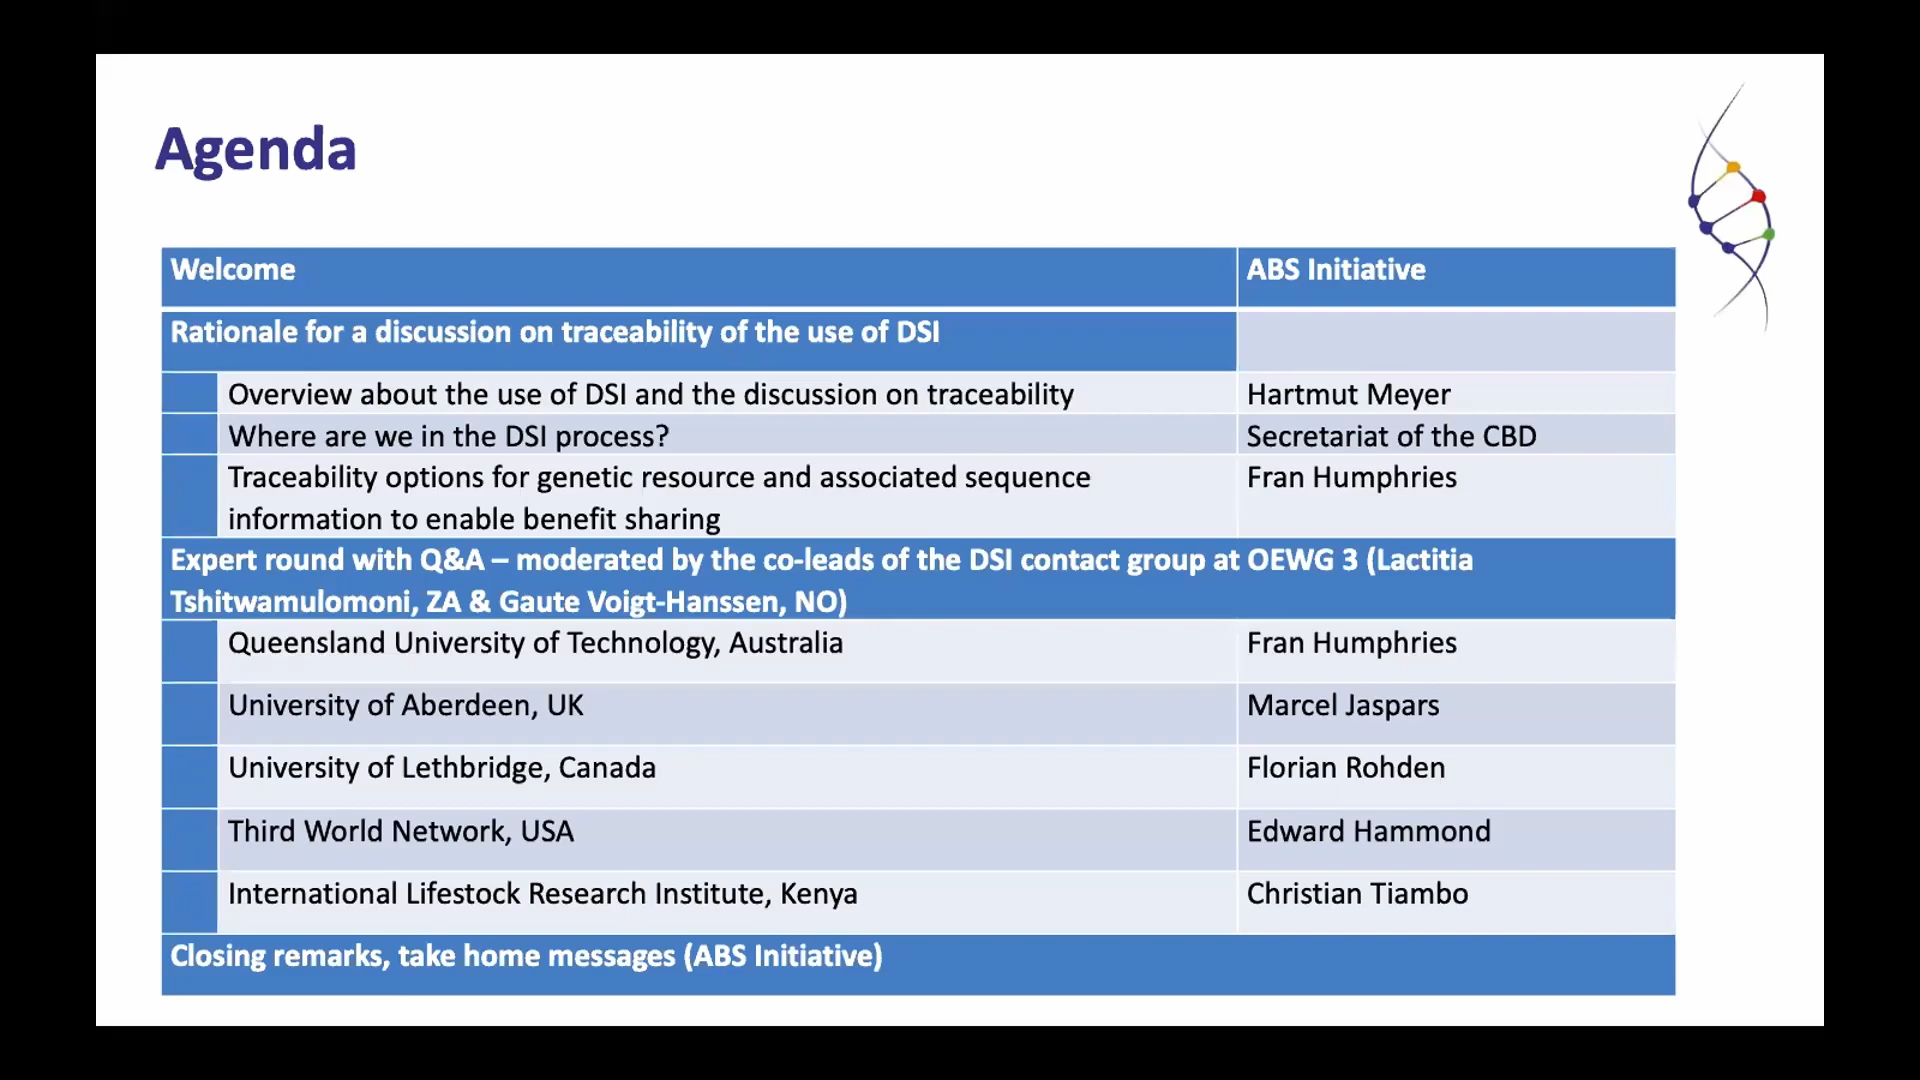 Agenda
Welcome ABS Initiative
Rationale for a discussion on traceability of the use of DSI
Overview about the use of DSI and the discussion on traceability Hartmut Meyer
Where are we in the DSI process? Secretariat of the CBD
Traceability options for genetic resource and associated sequence Fran Humphries
information to enable benefit sharing
Expert round with Q&A – moderated by the co-leads of the DSI contact group at OEWG 3 (Lactitia
Tshitwamulomoni, ZA & Gaute Voigt-Hanssen, NO)
Queensland University of Technology, Australia Fran Humphries
University of Aberdeen, UK Marcel Jaspars
University of Lethbridge, Canada Florian Rohden
Third World Network, USA Edward Hammond
International Lifestock Research Institute, Kenya Christian Tiambo
Closing remarks, take home messages (ABS Initiative)